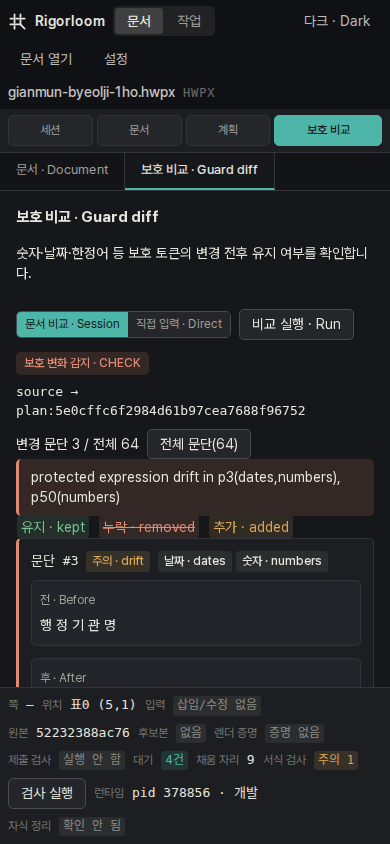 Rigorloom 문서 작업 다크 · Dark
문서 열기 설정
gianmun-byeolji-1ho.hwpx HWPX
세션 문서 계획 보호 비교
문서 · Document 보호 비교 · Guard diff
보호 비교 · Guard diff
숫자·날짜·한정어 등 보호 토큰의 변경 전후 유지 여부를 확인합니
다.
문서 비교 · Session 직접 입력 · Direct 비교 실행 · Run
보호 변화 감지 · CHECK
source →
plan:5e0cffc6f2984d61b97cea7688f96752
변경 문단 3 / 전체 64 전체 문단(64)
protected expression drift in p3(dates,numbers),
p50(numbers)
유지 · kept 누락 · removed 추가 · added
문단 #3 주의 · drift 날짜 · dates 숫자 · numbers
전 · Before
행 정 기 관 명
후 · After
쪽 — 위치 표0 (5,1) 입력 삽입/수정 없음
원본 52232388ac76 후보본 없음 렌더 증명 증명 없음
제출 검사 실행 안 함 대기 4건 채움 자리 9 서식 검사 주의 1
검사 실행 런타임 pid 378856 · 개발
자식 정리 확인 안 됨